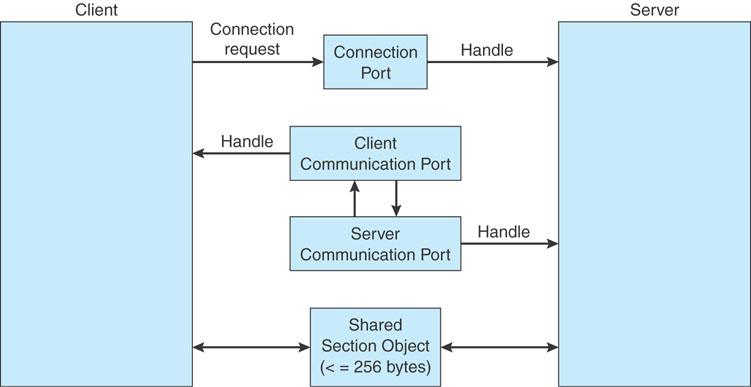 Client
Server
Connection
request
Connection
Port
Handle
Handle
Client
Communication Port
Server
Communication Port
Handle
Shared
Section Object
(< = 256 bytes)